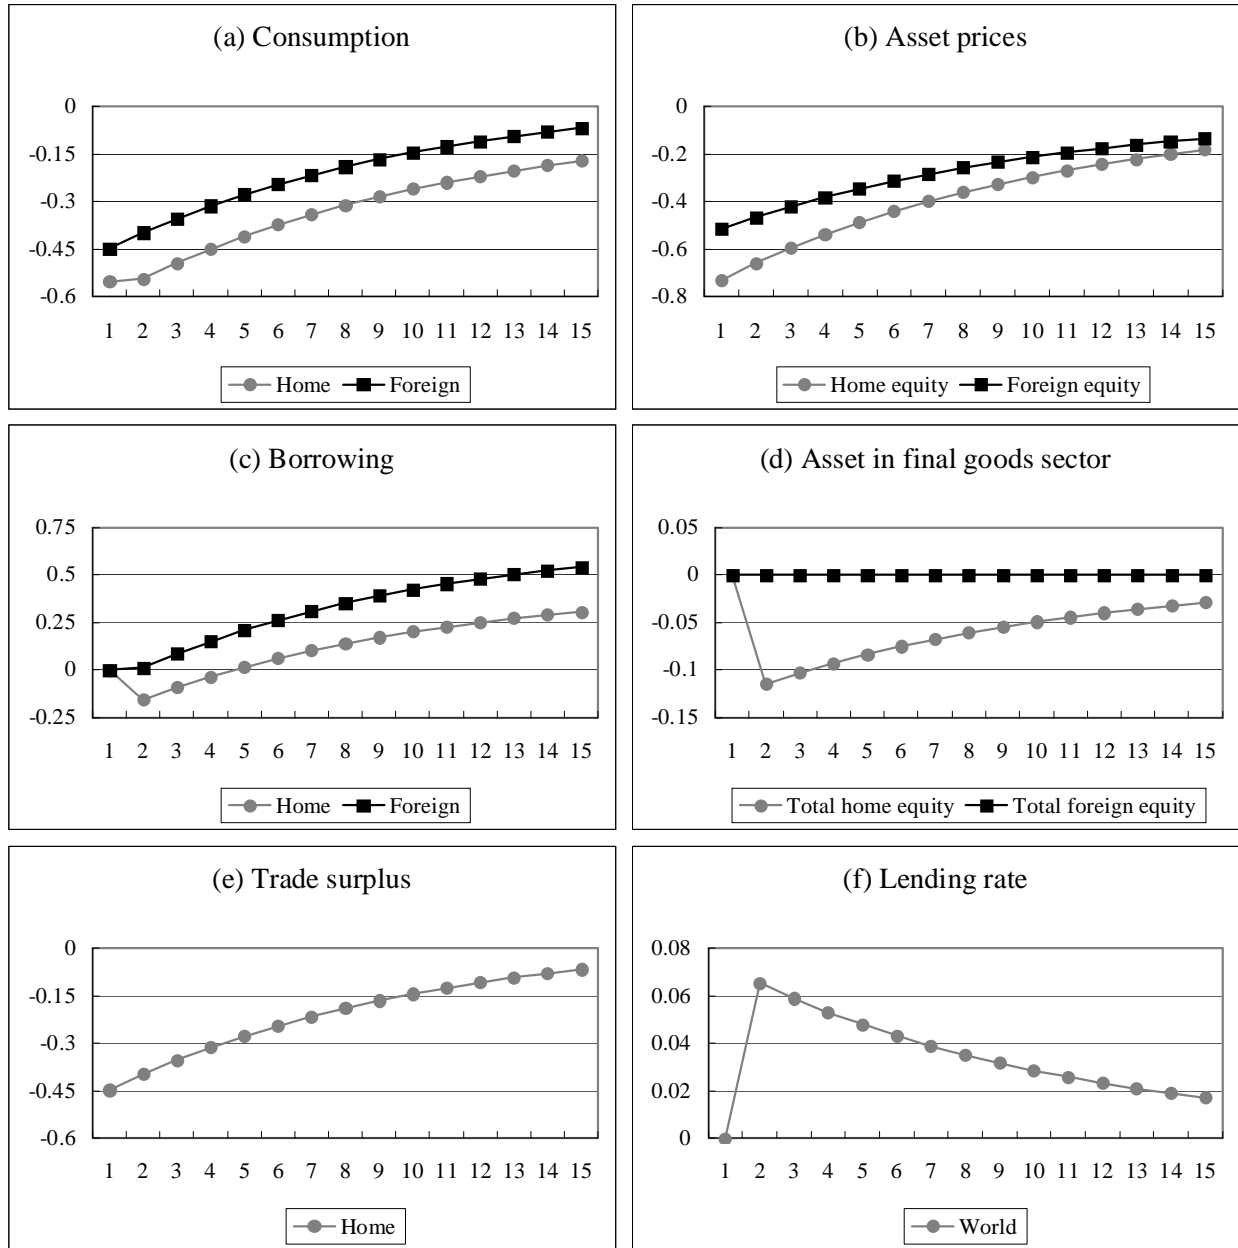 (a) Consumption
0
-0.15
-0.3
-0.45
-0.6
1 2 3 4 5 6 7 8 9 10 11 12 13 14 15
Home Foreign
(b) Asset prices
0
-0.2
-0.4
-0.6
-0.8
1 2 3 4 5 6 7 8 9 10 11 12 13 14 15
Home equity Foreign equity
(c) Borrowing
0.75
0.5
0.25
0
-0.25
1 2 3 4 5 6 7 8 9 10 11 12 13 14 15
Home Foreign
(d) Asset in final goods sector
0.05
0
-0.05
-0.1
-0.15
1 2 3 4 5 6 7 8 9 10 11 12 13 14 15
Total home equity Total foreign equity
(e) Trade surplus
0
-0.15
-0.3
-0.45
-0.6
1 2 3 4 5 6 7 8 9 10 11 12 13 14 15
Home
(f) Lending rate
0.08
0.06
0.04
0.02
0
1 2 3 4 5 6 7 8 9 10 11 12 13 14 15
World